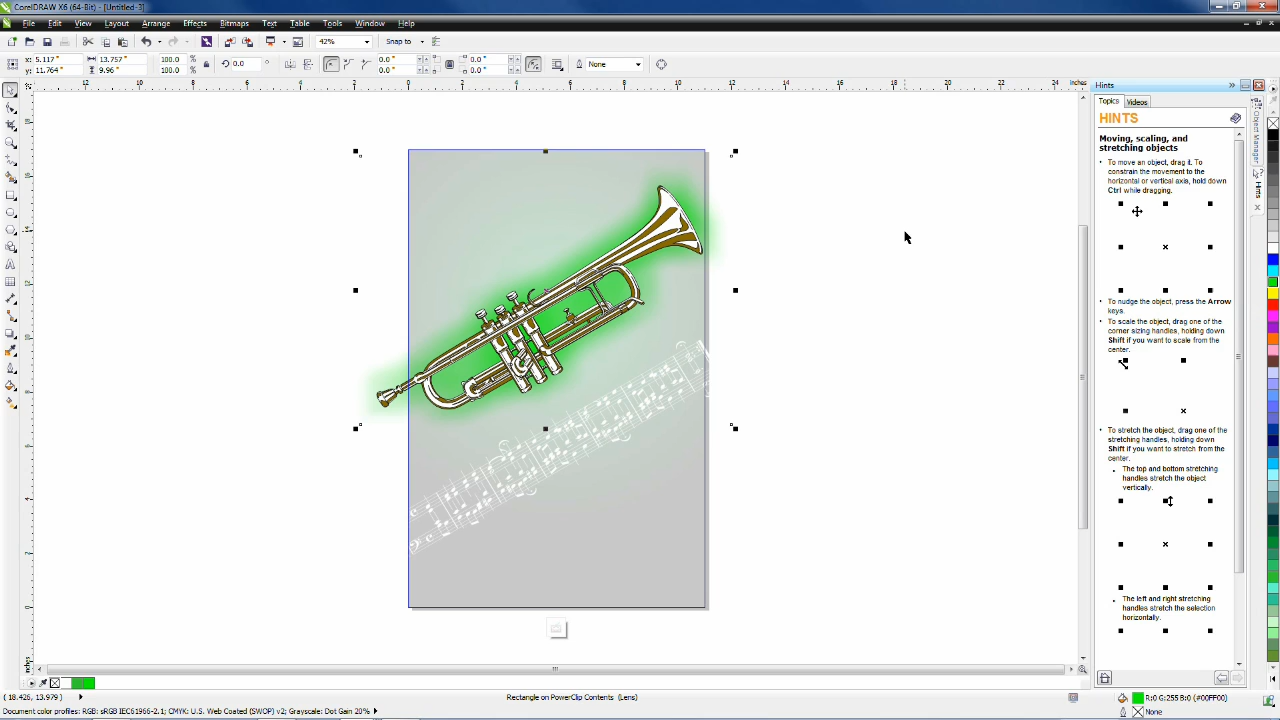 CorelDRAW X6 (64-Bit) - [Untitled-3]
File Edit View Layout Arrange Effects Bitmaps Text Table Tools Window Help
42% Snap to
x: 5.117 " 13.757 " 100.0 % 0.0 ° 0.0 " 0.0 " None
y: 11.764 " 9.96 " 100.0 % 0.0 " 0.0 "
inches
Hints
Topics Videos
HINTS
Moving, scaling, and
stretching objects
• To move an object, drag it. To
constrain the movement to the
horizontal or vertical axis, hold down
Ctrl while dragging.
• To nudge the object, press the Arrow
keys.
• To scale the object, drag one of the
corner sizing handles, holding down
Shift if you want to scale from the
center.
• To stretch the object, drag one of the
stretching handles, holding down
Shift if you want to stretch from the
center.
• The top and bottom stretching
handles stretch the object
vertically.
• The left and right stretching
handles stretch the selection
horizontally.
Object Manager
Hints
( 18.426, 13.979 ) Rectangle on PowerClip Contents (Lens) R:0 G:255 B:0 (#00FF00)
Document color profiles: RGB: sRGB IEC61966-2.1; CMYK: U.S. Web Coated (SWOP) v2; Grayscale: Dot Gain 20% None